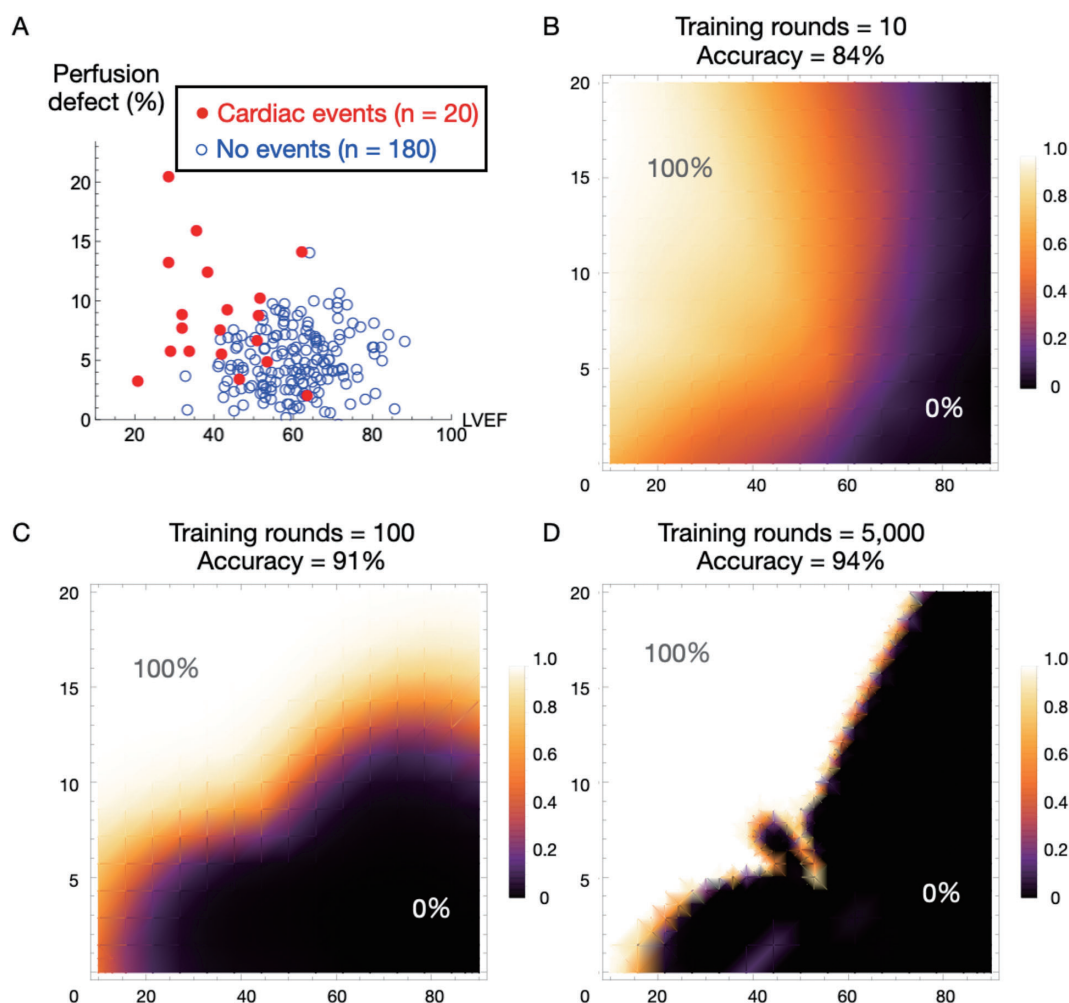 A
Perfusion
defect (%)
Cardiac events (n = 20)
No events (n = 180)
20
15
10
5
0
20 40 60 80 100
LVEF
B
Training rounds = 10
Accuracy = 84%
20
15
10
5
0
20 40 60 80
100%
0%
1.0
0.8
0.6
0.4
0.2
0
C
Training rounds = 100
Accuracy = 91%
20
15
10
5
0
20 40 60 80
100%
0%
1.0
0.8
0.6
0.4
0.2
0
D
Training rounds = 5,000
Accuracy = 94%
20
15
10
5
0
20 40 60 80
100%
0%
1.0
0.8
0.6
0.4
0.2
0